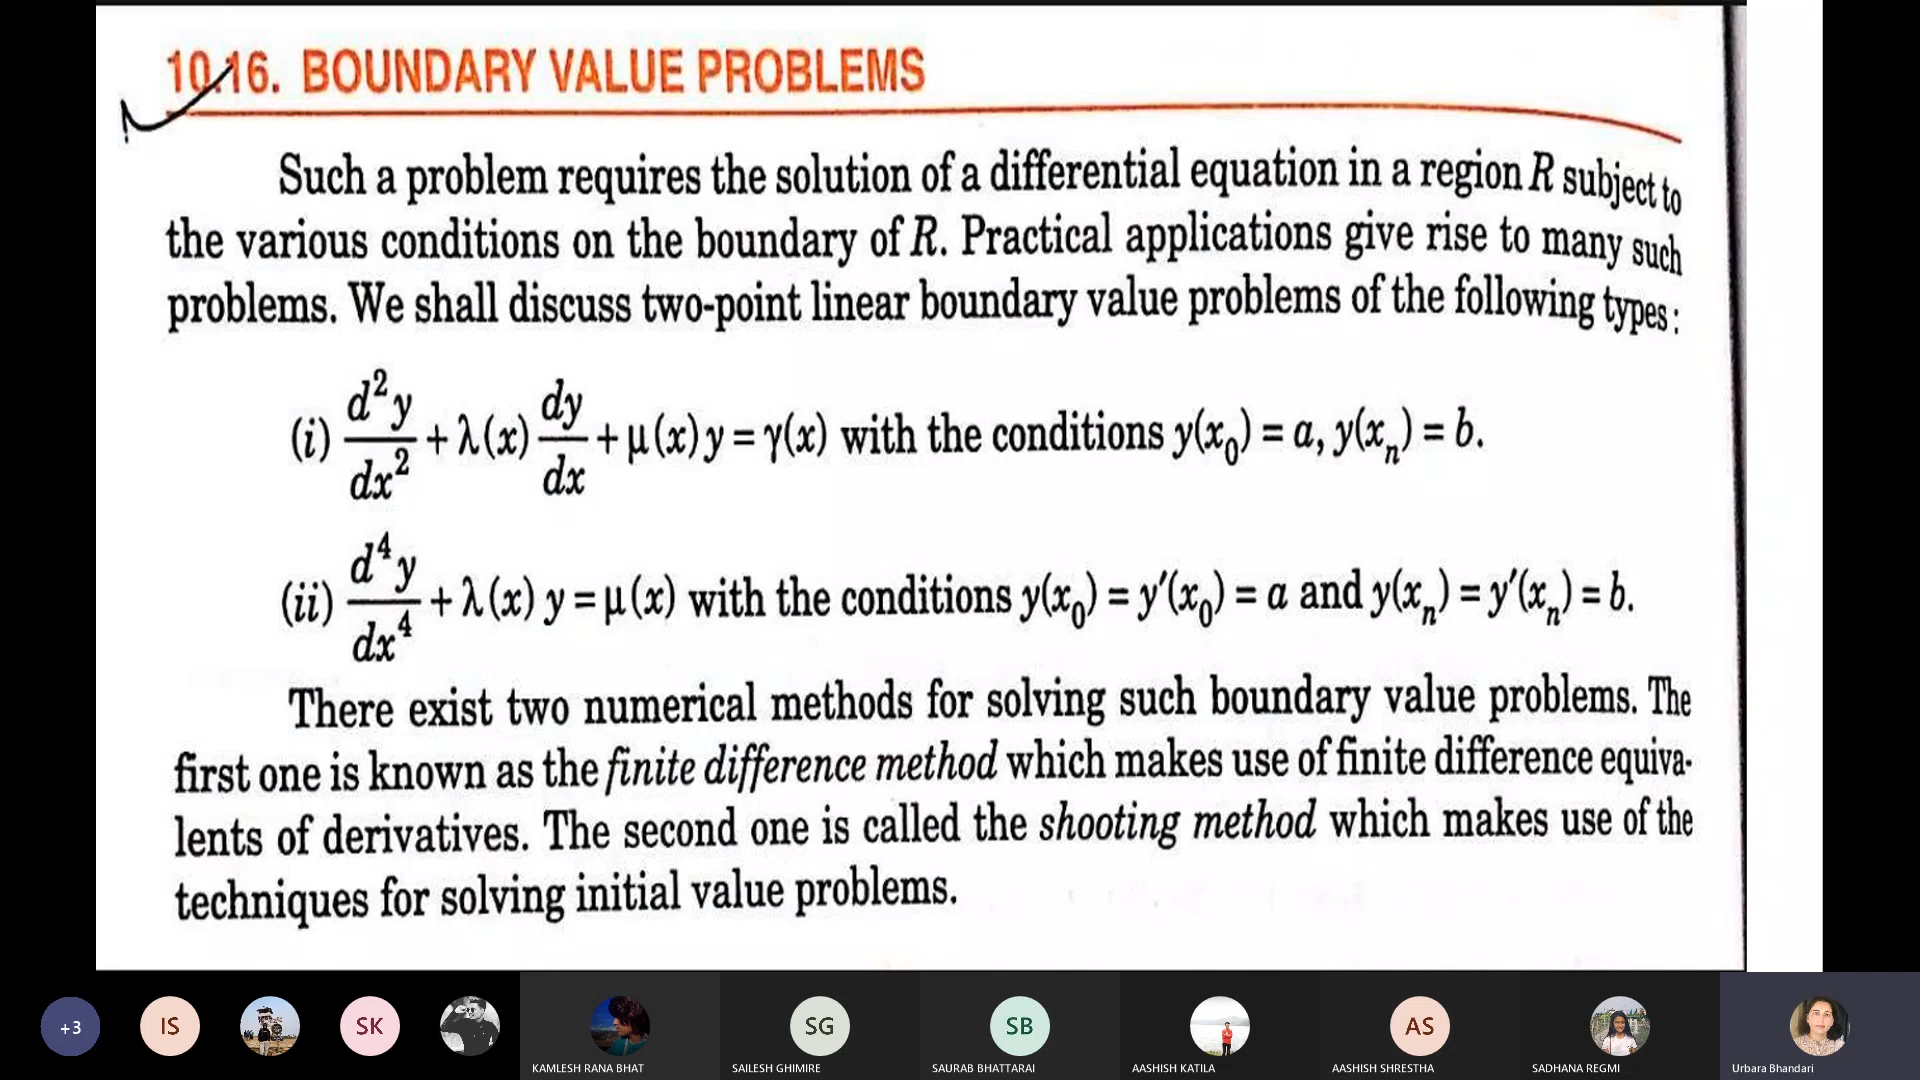 10.16. BOUNDARY VALUE PROBLEMS
Such a problem requires the solution of a differential equation in a region R subject to
the various conditions on the boundary of R. Practical applications give rise to many such
problems. We shall discuss two-point linear boundary value problems of the following types:
(i) d²y/dx² + λ(x) dy/dx + μ(x) y = γ(x) with the conditions y(x₀) = a, y(xₙ) = b.
(ii) d⁴y/dx⁴ + λ(x) y = μ(x) with the conditions y(x₀) = y′(x₀) = a and y(xₙ) = y′(xₙ) = b.
There exist two numerical methods for solving such boundary value problems. The
first one is known as the finite difference method which makes use of finite difference equiva-
lents of derivatives. The second one is called the shooting method which makes use of the
techniques for solving initial value problems.
+3 IS SK SG SB AS
KAMLESH RANA BHAT SAILESH GHIMIRE SAURAB BHATTARAI AASHISH KATILA AASHISH SHRESTHA SADHANA REGMI Urbara Bhandari